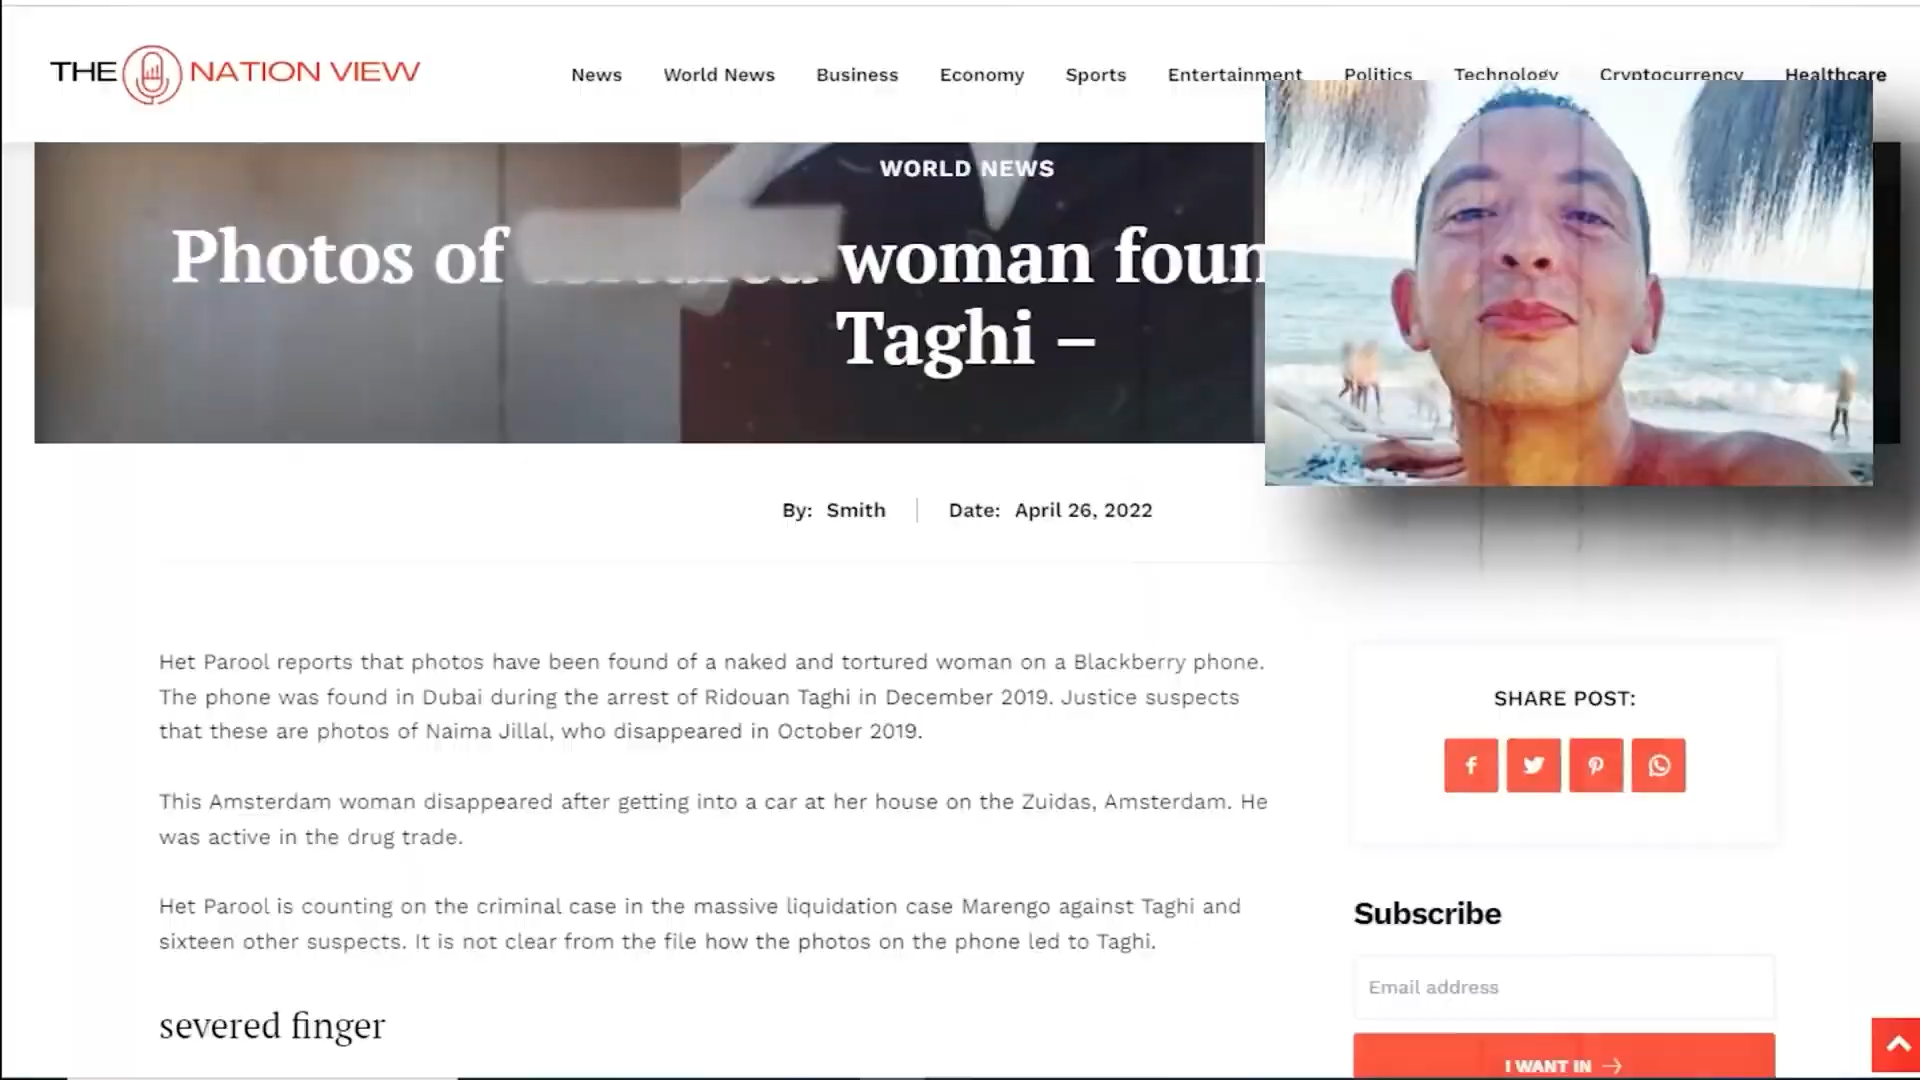 THE NATION VIEW
News World News Business Economy Sports Entertainment Politics Technology Cryptocurrency Healthcare
WORLD NEWS
Photos of woman foun
Taghi –
By: Smith Date: April 26, 2022
Het Parool reports that photos have been found of a naked and tortured woman on a Blackberry phone.
The phone was found in Dubai during the arrest of Ridouan Taghi in December 2019. Justice suspects
that these are photos of Naima Jillal, who disappeared in October 2019.
This Amsterdam woman disappeared after getting into a car at her house on the Zuidas, Amsterdam. He
was active in the drug trade.
Het Parool is counting on the criminal case in the massive liquidation case Marengo against Taghi and
sixteen other suspects. It is not clear from the file how the photos on the phone led to Taghi.
severed finger
SHARE POST:
Subscribe
Email address
I WANT IN